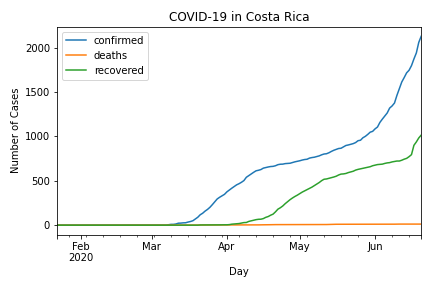 COVID-19 in Costa Rica
confirmed
deaths
recovered
Number of Cases
2000
1500
1000
500
0
Feb
2020
Mar
Apr
May
Jun
Day